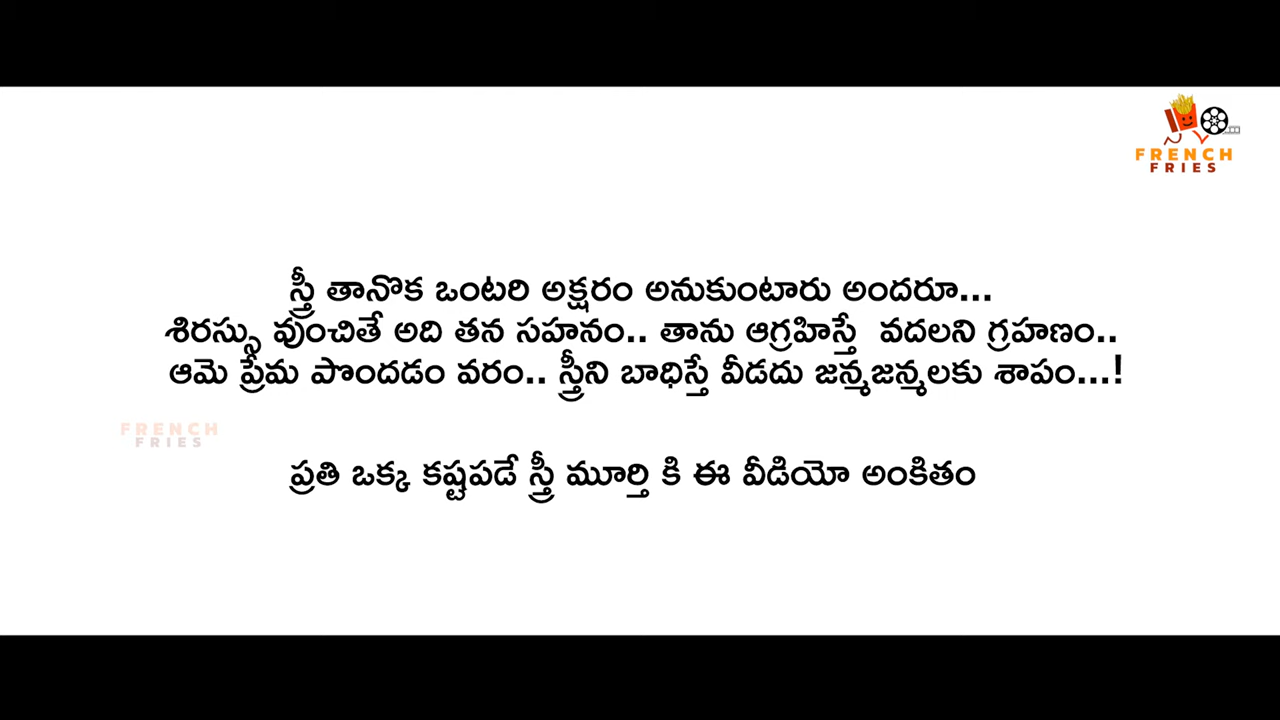 FRENCH
FRIES
స్త్రీ తానొక ఒంటరి అక్షరం అనుకుంటారు అందరూ...
శిరస్సు వుంచితే అది తన సహనం.. తాను ఆగ్రహిస్తే వదలని గ్రహణం..
ఆమె ప్రేమ పొందడం వరం.. స్త్రీని బాధిస్తే వీడదు జన్మజన్మలకు శాపం...!
FRENCH
FRIES
ప్రతి ఒక్క కష్టపడే స్త్రీ మూర్తి కి ఈ వీడియో అంకితం